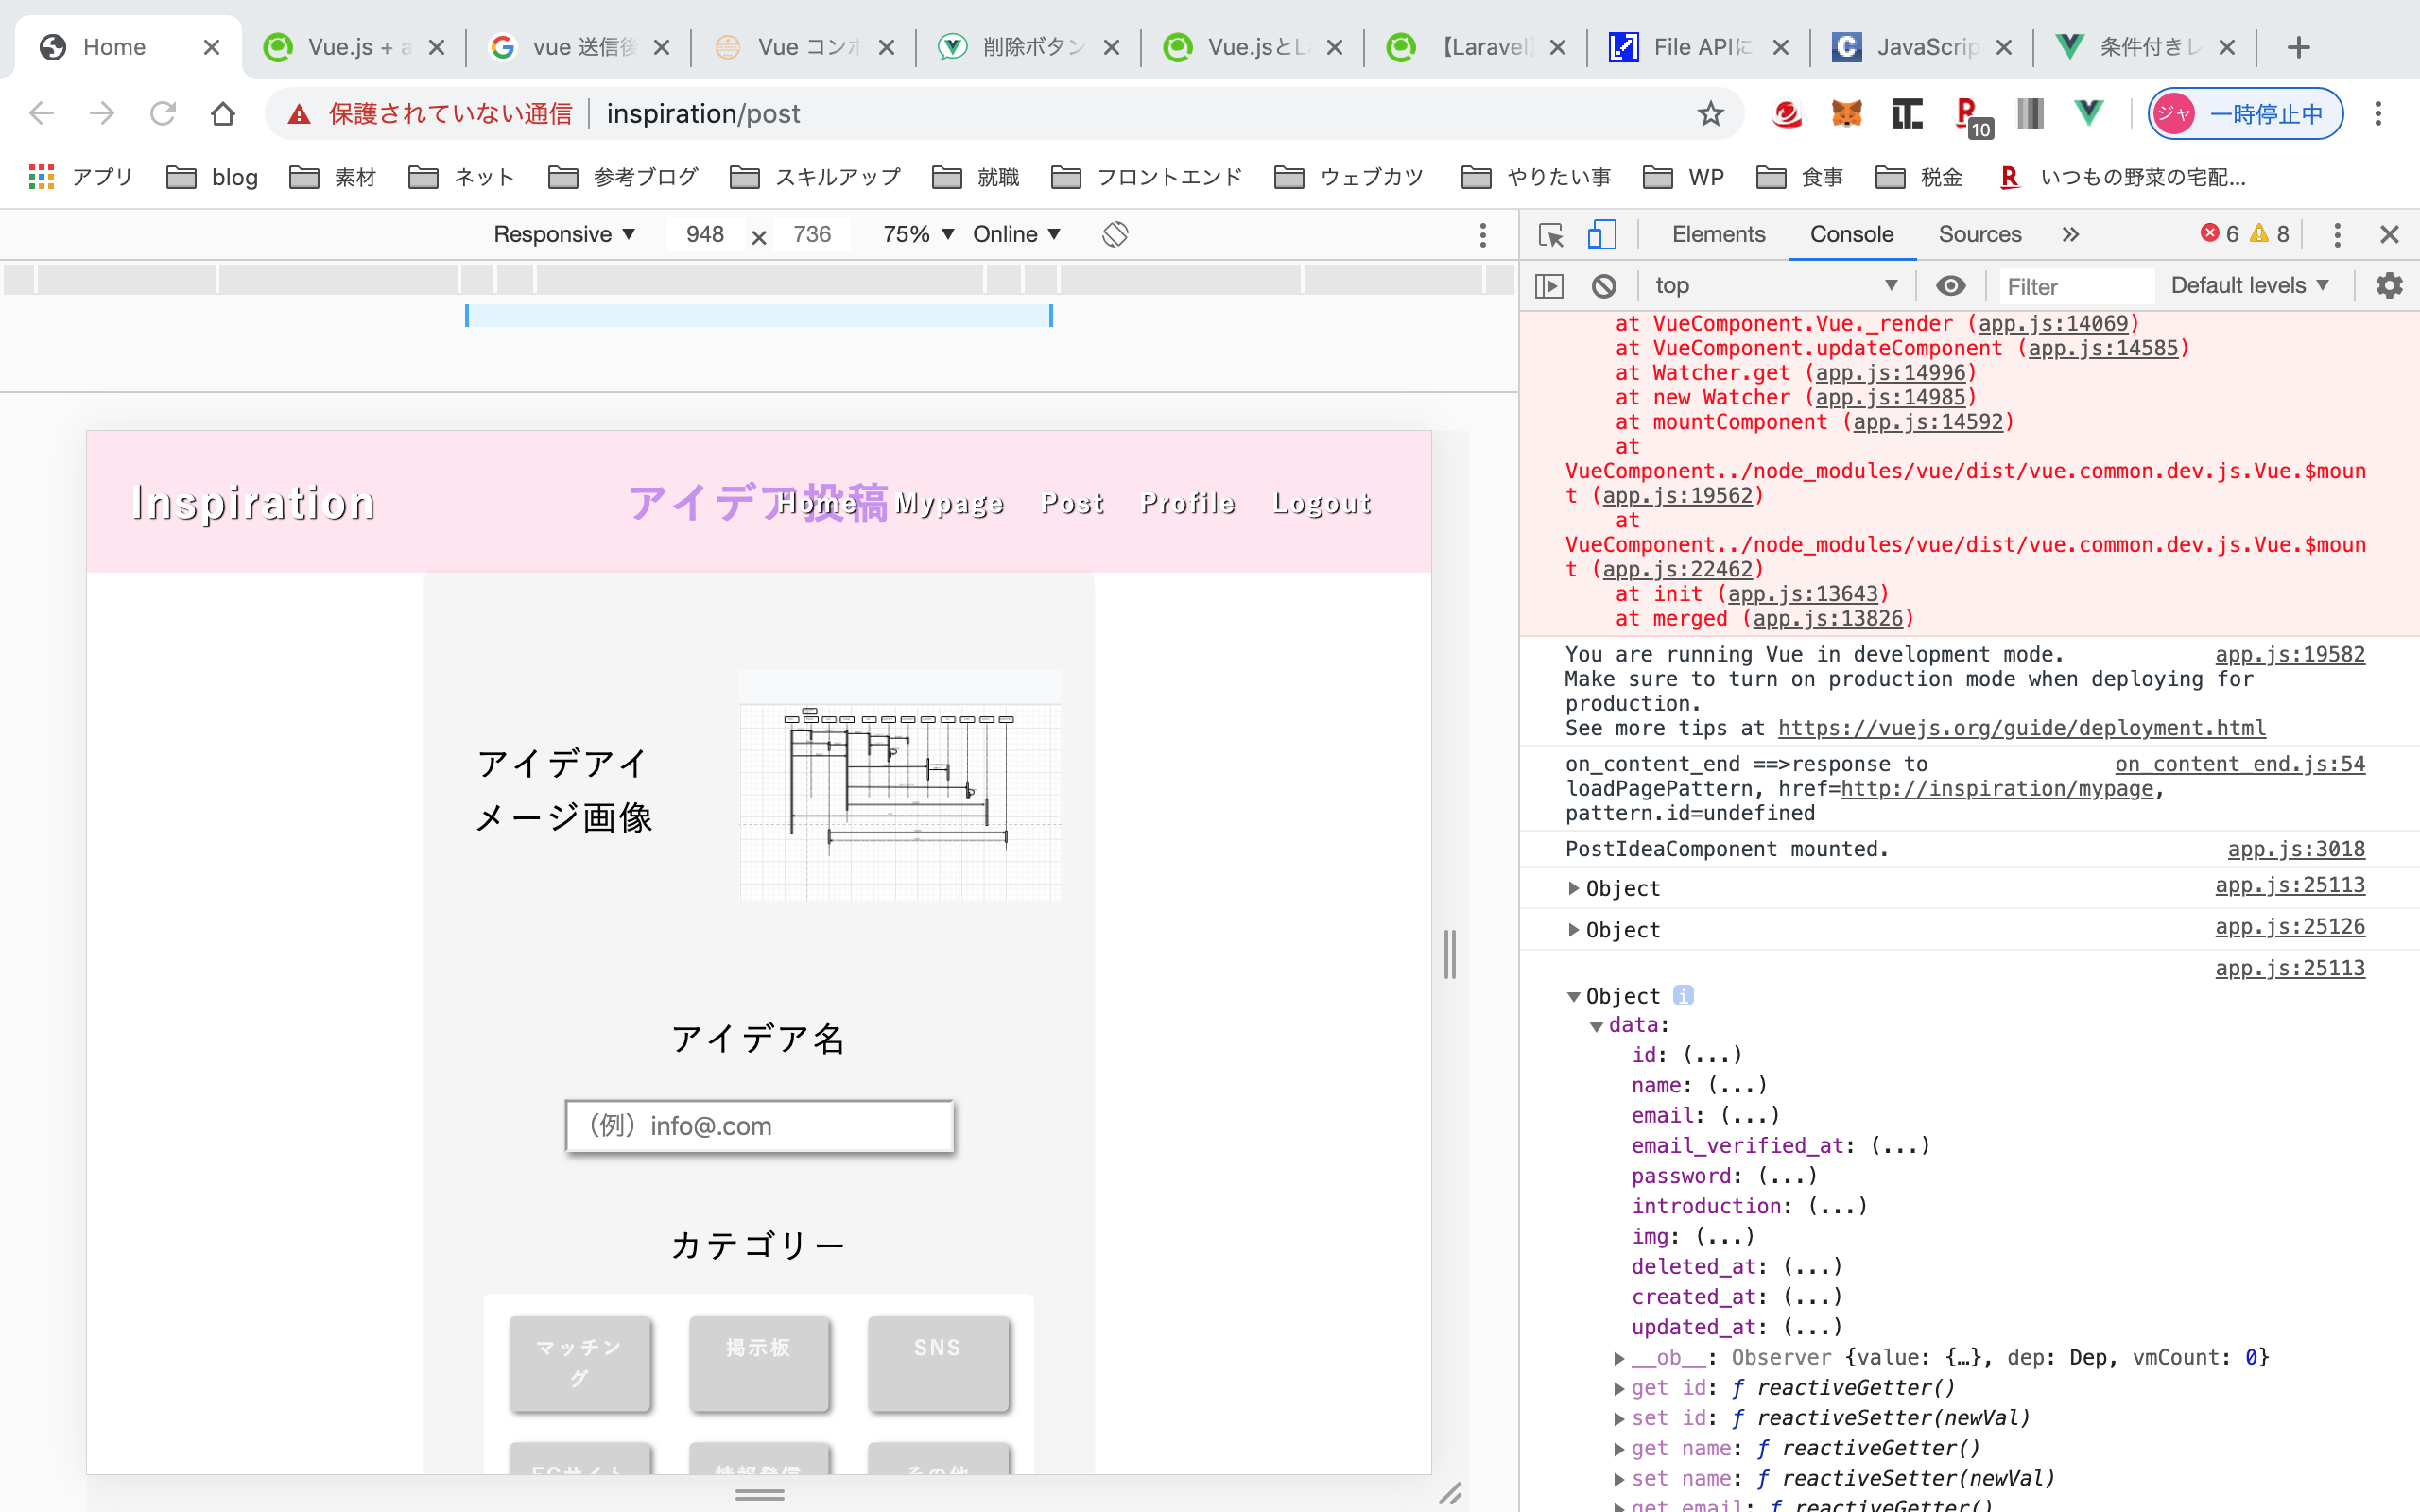 Home
Vue.js + a
vue 送信後
Vue コンポ
削除ボタン
Vue.jsとLa
【Laravel】
File APIに
JavaScrip
条件付きレ
保護されていない通信
inspiration/post
10
ジャ
一時停止中
アプリ
blog
素材
ネット
参考ブログ
スキルアップ
就職
フロントエンド
ウェブカツ
やりたい事
WP
食事
税金
いつもの野菜の宅配...
Responsive ▼
948 × 736
75% ▼
Online ▼
Inspiration
アイデア投稿
Home
Mypage
Post
Profile
Logout
アイデアイ
メージ画像
アイデア名
（例）info@.com
カテゴリー
マッチン
グ
掲示板
SNS
ECサイト
情報発信
その他
Elements
Console
Sources
»
6
8
top
Filter
Default levels ▼
at VueComponent.Vue._render (app.js:14069)
at VueComponent.updateComponent (app.js:14585)
at Watcher.get (app.js:14996)
at new Watcher (app.js:14985)
at mountComponent (app.js:14592)
at
VueComponent../node_modules/vue/dist/vue.common.dev.js.Vue.$moun
t (app.js:19562)
at
VueComponent../node_modules/vue/dist/vue.common.dev.js.Vue.$moun
t (app.js:22462)
at init (app.js:13643)
at merged (app.js:13826)
You are running Vue in development mode. app.js:19582
Make sure to turn on production mode when deploying for
production.
See more tips at https://vuejs.org/guide/deployment.html
on_content_end ==>response to on_content_end.js:54
loadPagePattern, href=http://inspiration/mypage,
pattern.id=undefined
PostIdeaComponent mounted. app.js:3018
Object app.js:25113
Object app.js:25126
app.js:25113
Object i
data:
id: (...)
name: (...)
email: (...)
email_verified_at: (...)
password: (...)
introduction: (...)
img: (...)
deleted_at: (...)
created_at: (...)
updated_at: (...)
__ob__: Observer {value: {…}, dep: Dep, vmCount: 0}
get id: ƒ reactiveGetter()
set id: ƒ reactiveSetter(newVal)
get name: ƒ reactiveGetter()
set name: ƒ reactiveSetter(newVal)
get email: ƒ reactiveGetter()